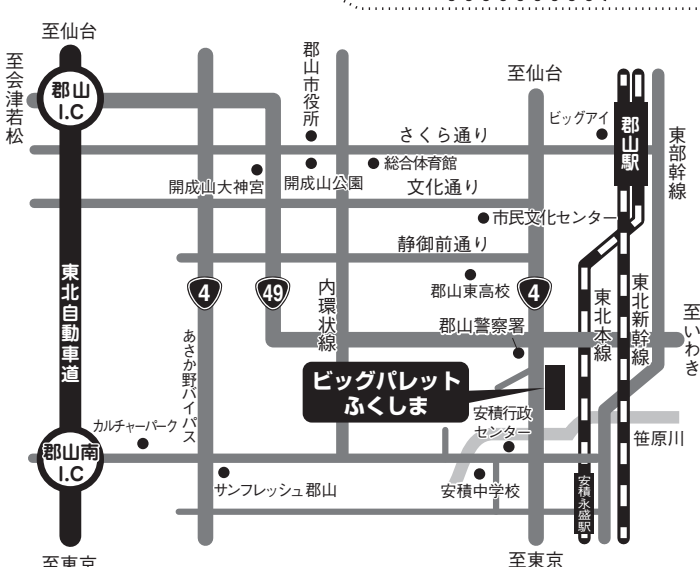 至仙台
至会津若松
郡山
I.C
郡山市役所
至仙台
ビッグアイ
郡山駅
東部幹線
さくら通り
総合体育館
開成山大神宮
開成山公園
文化通り
市民文化センター
静御前通り
郡山東高校
4
49
4
東北自動車道
内環状線
東北本線
東北新幹線
至いわき
郡山警察署
あさか野バイパス
ビッグパレット
ふくしま
カルチャーパーク
安積行政
センター
笹原川
郡山南
I.C
サンフレッシュ郡山
安積中学校
安積永盛駅
至東京
至東京